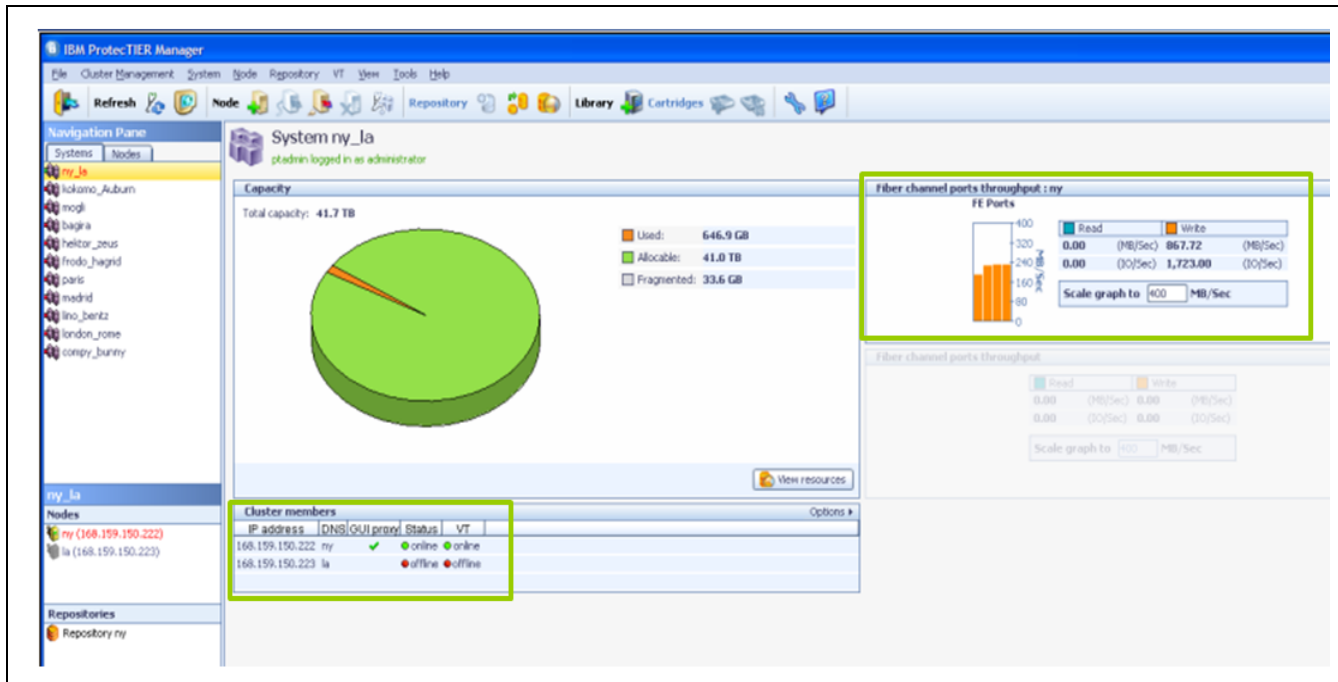 IBM ProtecTIER Manager
File Cluster Management System Node Repository VT View Tools Help
Refresh Node Repository Library Cartridges
Navigation Pane
Systems Nodes
ny_la
kokomo_Auburn
mogli
bagira
hektor_zeus
frodo_hagrid
paris
madrid
lino_bentz
london_rome
compy_bunny
ny_la
Nodes
ny (168.159.150.222)
la (168.159.150.223)
Repositories
Repository ny
System ny_la
ptadmin logged in as administrator
Capacity
Total capacity: 41.7 TB
Used: 646.9 GB
Allocable: 41.0 TB
Fragmented: 33.6 GB
View resources
Cluster members Options
IP address DNS GUI proxy Status VT
168.159.150.222 ny online online
168.159.150.223 la offline offline
Fiber channel ports throughput : ny
FE Ports
400
320
240
160
80
0
MB/Sec
Read Write
0.00 (MB/Sec) 867.72 (MB/Sec)
0.00 (IO/Sec) 1,723.00 (IO/Sec)
Scale graph to 400 MB/Sec
Fiber channel ports throughput
Read Write
0.00 (MB/Sec) 0.00 (MB/Sec)
0.00 (IO/Sec) 0.00 (IO/Sec)
Scale graph to 400 MB/Sec